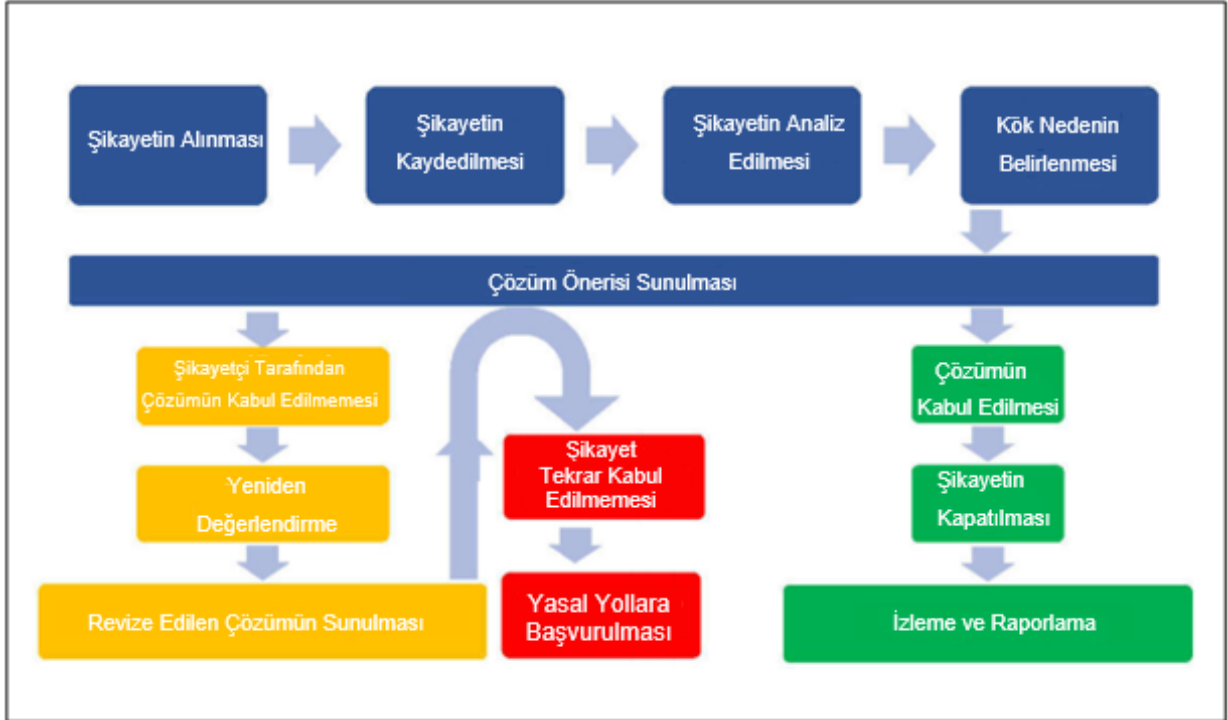 Şikayetin Alınması
Şikayetin
Kaydedilmesi
Şikayetin Analiz
Edilmesi
Kök Nedenin
Belirlenmesi
Çözüm Önerisi Sunulması
Şikayetçi Tarafından
Çözümün Kabul Edilmemesi
Yeniden
Değerlendirme
Revize Edilen Çözümün Sunulması
Şikayet
Tekrar Kabul
Edilmemesi
Yasal Yollara
Başvurulması
Çözümün
Kabul Edilmesi
Şikayetin
Kapatılması
İzleme ve Raporlama